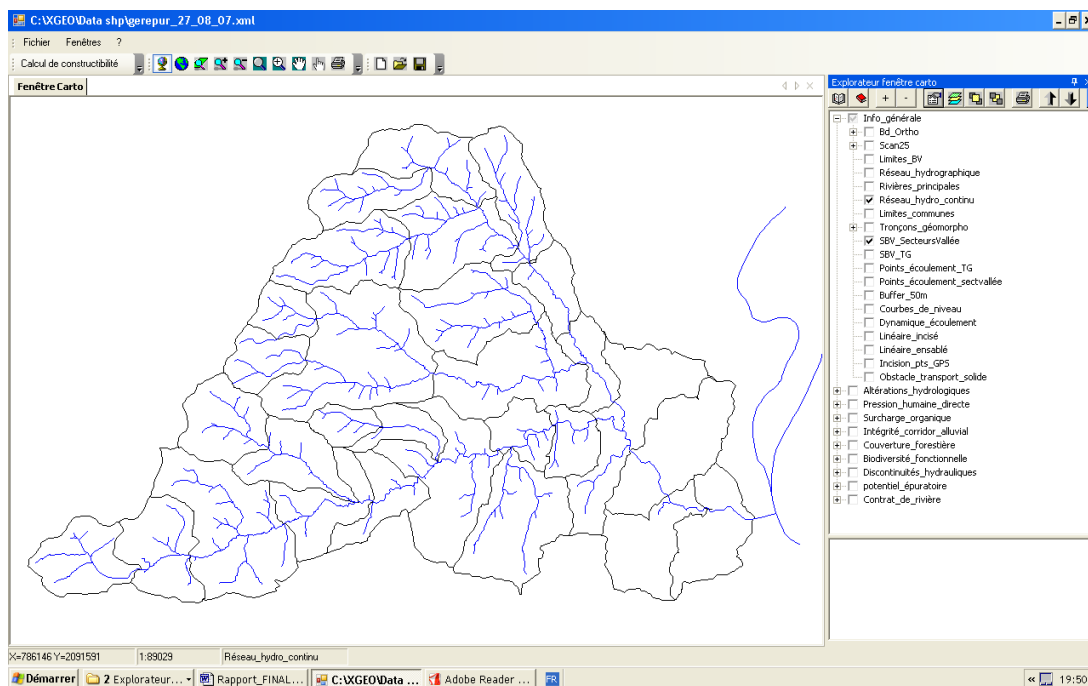 C:\XGEO\Data shp\gerepur_27_08_07.xml
Fichier Fenêtres ?
Calcul de constructibilité
Fenêtre Carto
Explorateur fenêtre carto
Info_générale
Bd_Ortho
Scan25
Limites_BV
Réseau_hydrographique
Rivières_principales
Réseau_hydro_continu
Limites_communes
Tronçons_géomorpho
SBV_SecteursVallée
SBV_TG
Points_écoulement_TG
Points_écoulement_sectvallée
Buffer_50m
Courbes_de_niveau
Dynamique_écoulement
Linéaire_incisé
Linéaire_ensablé
Incision_pts_GPS
Obstacle_transport_solide
Altérations_hydrologiques
Pression_humaine_directe
Surcharge_organique
Intégrité_corridor_alluvial
Couverture_forestière
Biodiversité_fonctionnelle
Discontinuités_hydrauliques
potentiel_épuratoire
Contrat_de_rivière
X=786146 Y=2091591 1:89029 Réseau_hydro_continu
Démarrer 2 Explorateur... Rapport_FINAL... C:\XGEO\Data ... Adobe Reader ... FR « 19:50